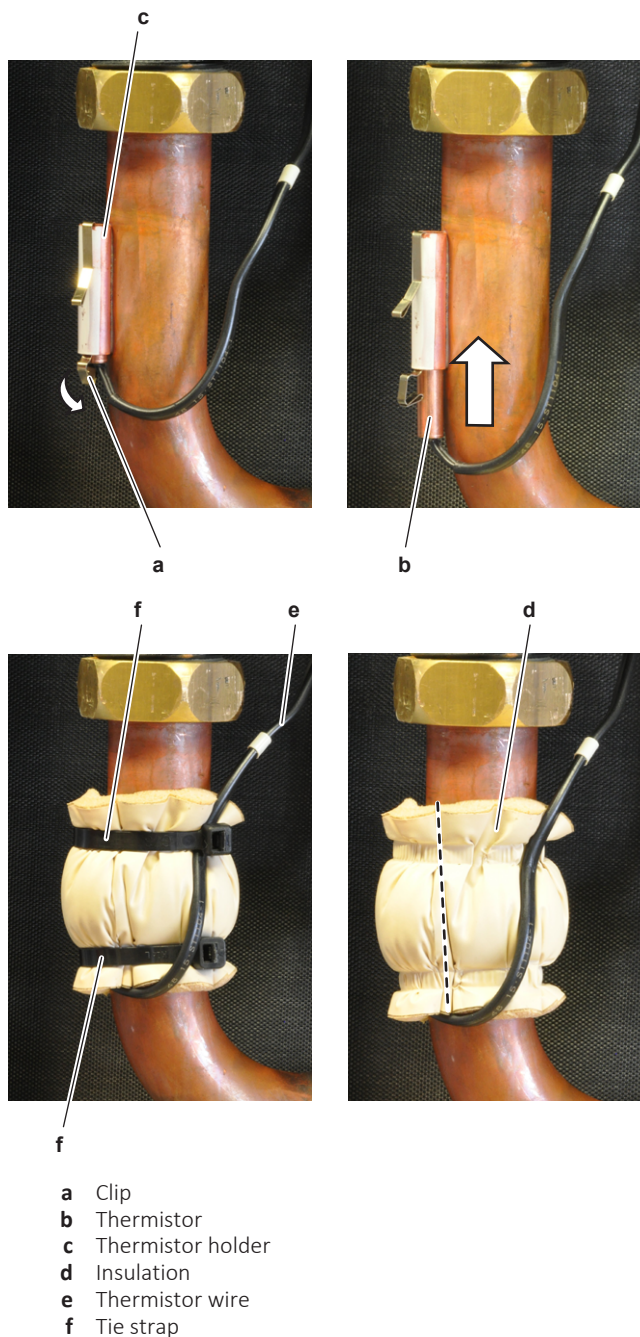 c
a
b
f
e
d
f
a Clip
b Thermistor
c Thermistor holder
d Insulation
e Thermistor wire
f Tie strap